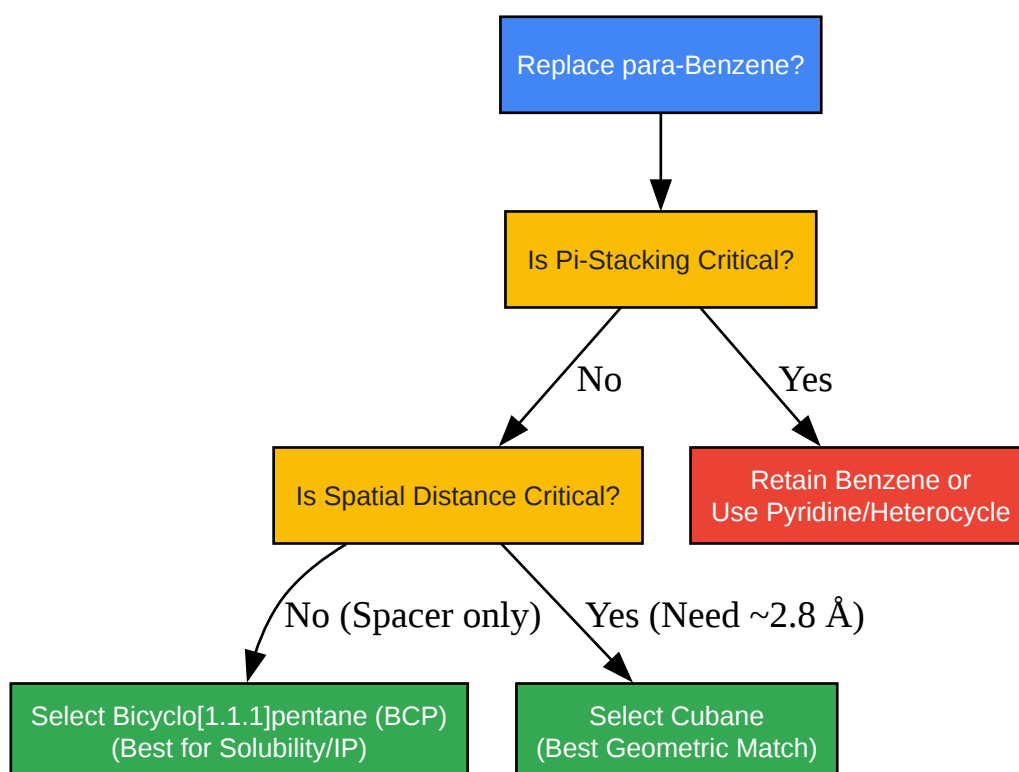 Replace para-Benzene?
Is Pi-Stacking Critical?
No
Yes
Is Spatial Distance Critical?
Retain Benzene or
Use Pyridine/Heterocycle
No (Spacer only)
Yes (Need ~2.8 Å)
Select Bicyclo[1.1.1]pentane (BCP)
(Best for Solubility/IP)
Select Cubane
(Best Geometric Match)